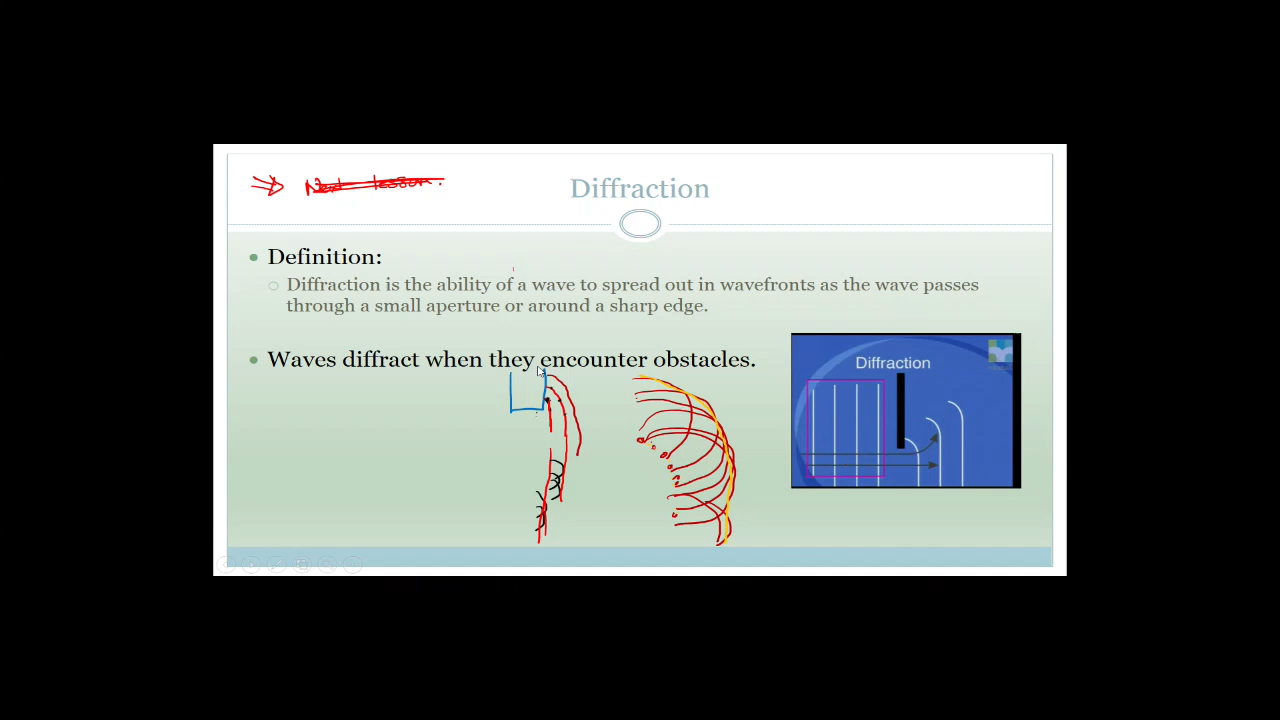 Next lesson.
Diffraction
Definition:
Diffraction is the ability of a wave to spread out in wavefronts as the wave passes
through a small aperture or around a sharp edge.
Waves diffract when they encounter obstacles.
Diffraction